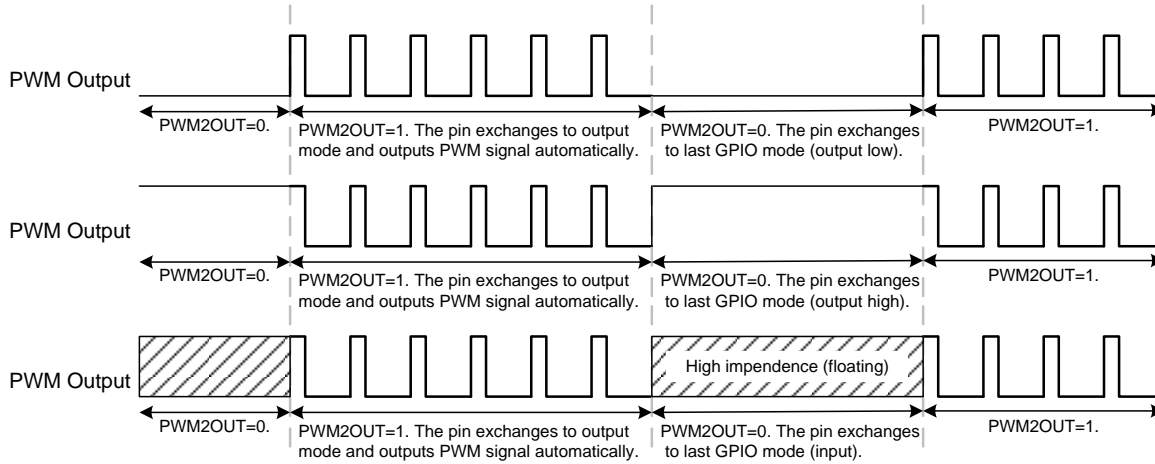 PWM Output
PWM2OUT=0.
PWM2OUT=1. The pin exchanges to output
mode and outputs PWM signal automatically.
PWM2OUT=0. The pin exchanges
to last GPIO mode (output low).
PWM2OUT=1.
PWM Output
PWM2OUT=0.
PWM2OUT=1. The pin exchanges to output
mode and outputs PWM signal automatically.
PWM2OUT=0. The pin exchanges
to last GPIO mode (output high).
PWM2OUT=1.
PWM Output
High impendence (floating)
PWM2OUT=0.
PWM2OUT=1. The pin exchanges to output
mode and outputs PWM signal automatically.
PWM2OUT=0. The pin exchanges
to last GPIO mode (input).
PWM2OUT=1.